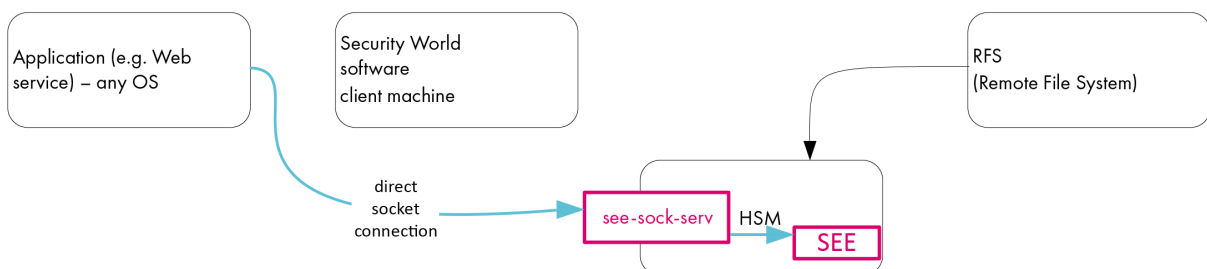 Application (e.g. Web
service) – any OS
Security World
software
client machine
RFS
(Remote File System)
direct
socket
connection
see-sock-serv
HSM
SEE